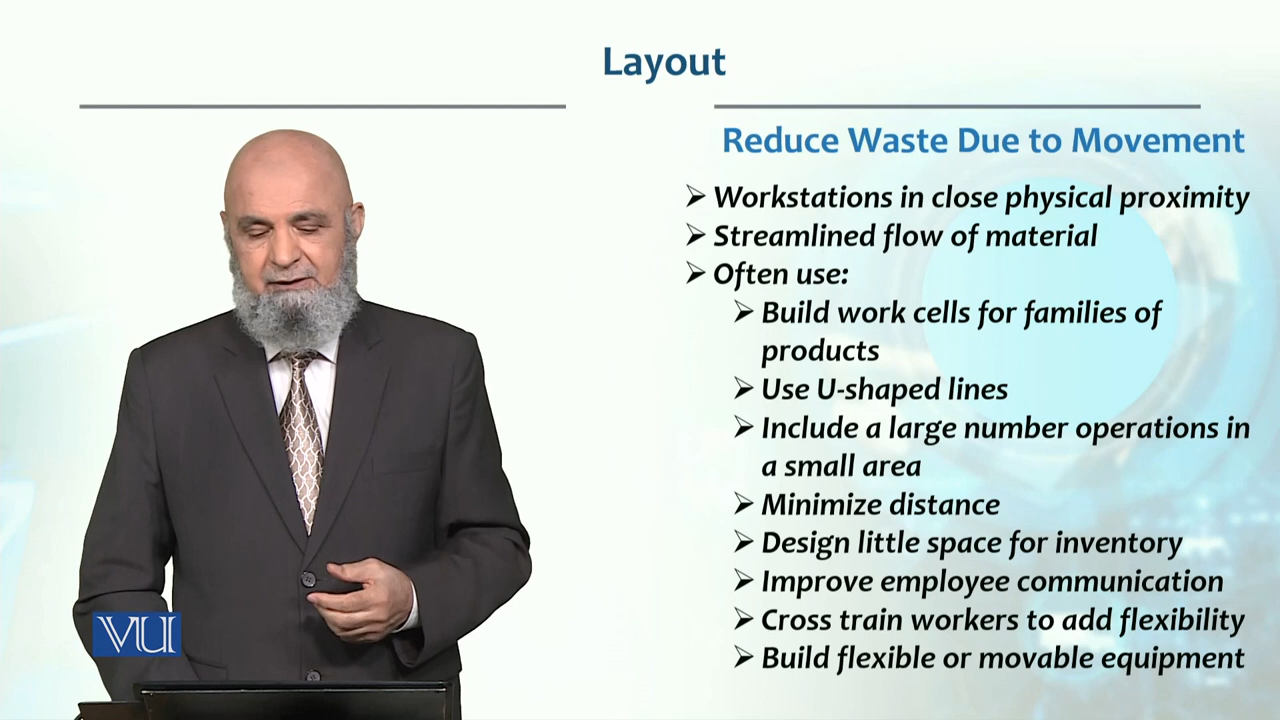 Layout
Reduce Waste Due to Movement
➢ Workstations in close physical proximity
➢ Streamlined flow of material
➢ Often use:
➢ Build work cells for families of
products
➢ Use U-shaped lines
➢ Include a large number operations in
a small area
➢ Minimize distance
➢ Design little space for inventory
➢ Improve employee communication
➢ Cross train workers to add flexibility
➢ Build flexible or movable equipment
VU